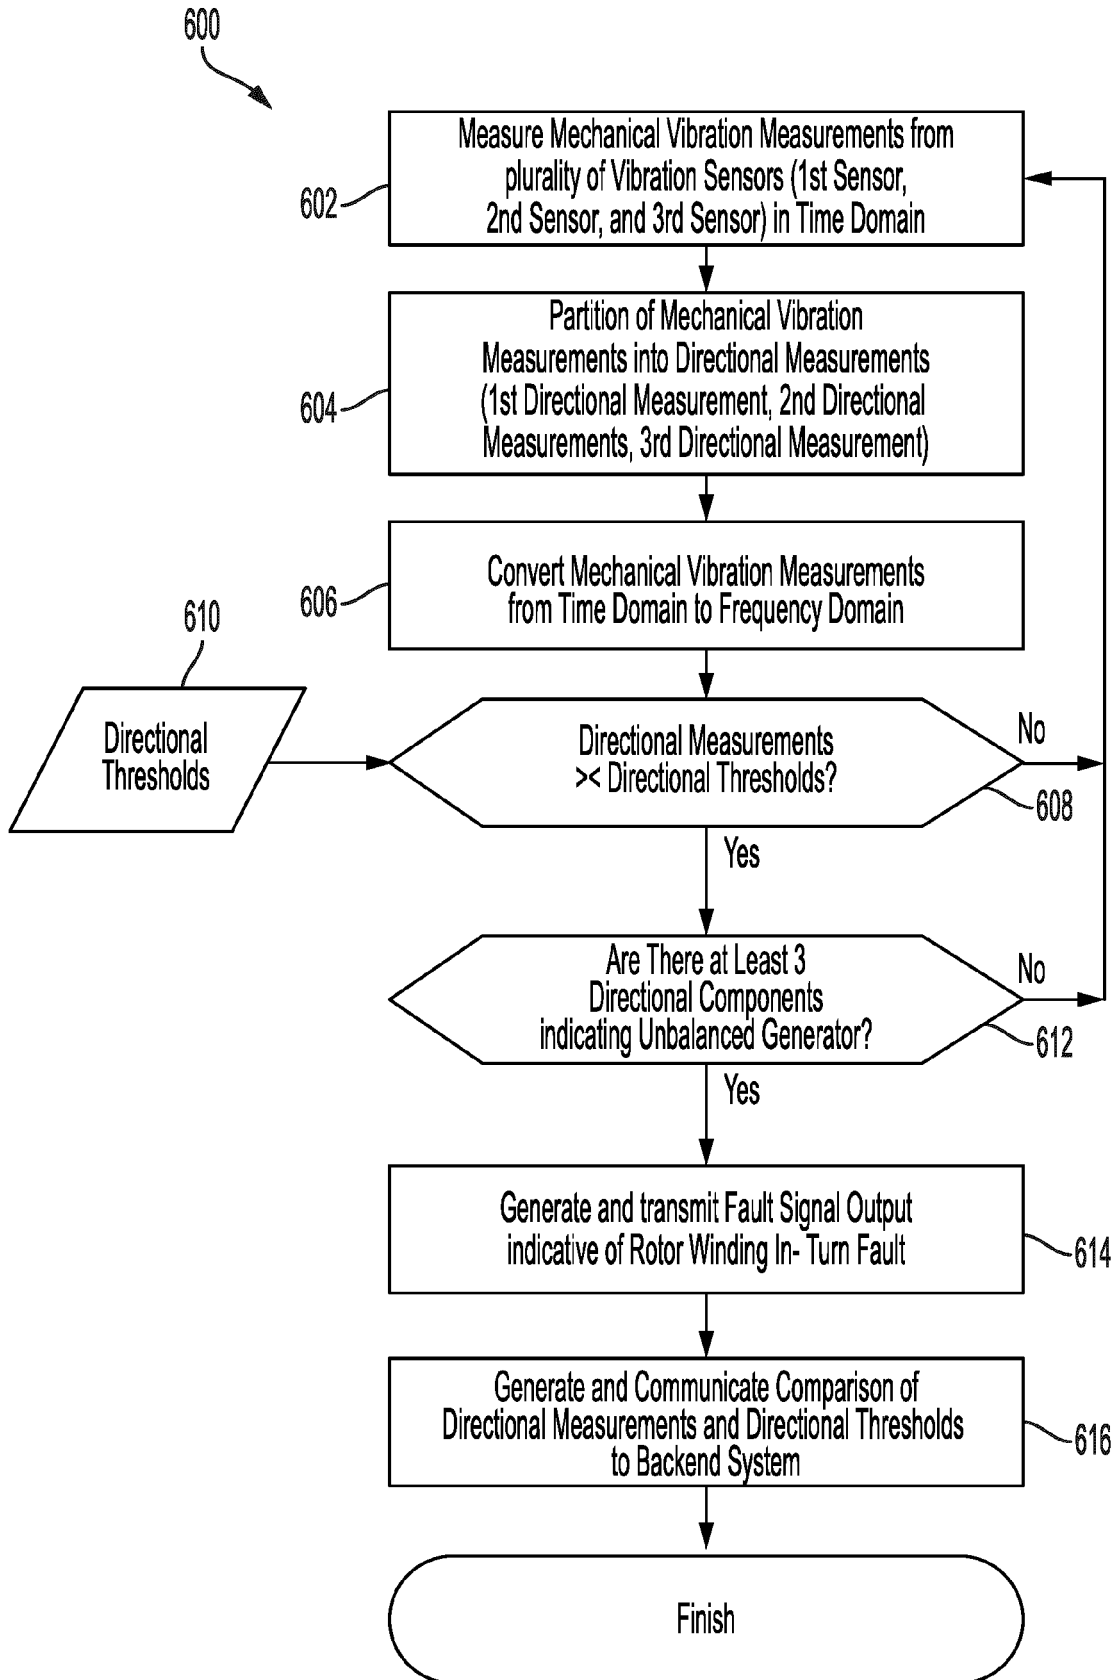 600
Measure Mechanical Vibration Measurements from
plurality of Vibration Sensors (1st Sensor,
2nd Sensor, and 3rd Sensor) in Time Domain
602
Partition of Mechanical Vibration
Measurements into Directional Measurements
(1st Directional Measurement, 2nd Directional
Measurements, 3rd Directional Measurement)
604
Convert Mechanical Vibration Measurements
from Time Domain to Frequency Domain
606
610
Directional
Thresholds
Directional Measurements
>< Directional Thresholds?
No
608
Yes
Are There at Least 3
Directional Components
indicating Unbalanced Generator?
No
612
Yes
Generate and transmit Fault Signal Output
indicative of Rotor Winding In- Turn Fault
614
Generate and Communicate Comparison of
Directional Measurements and Directional Thresholds
to Backend System
616
Finish